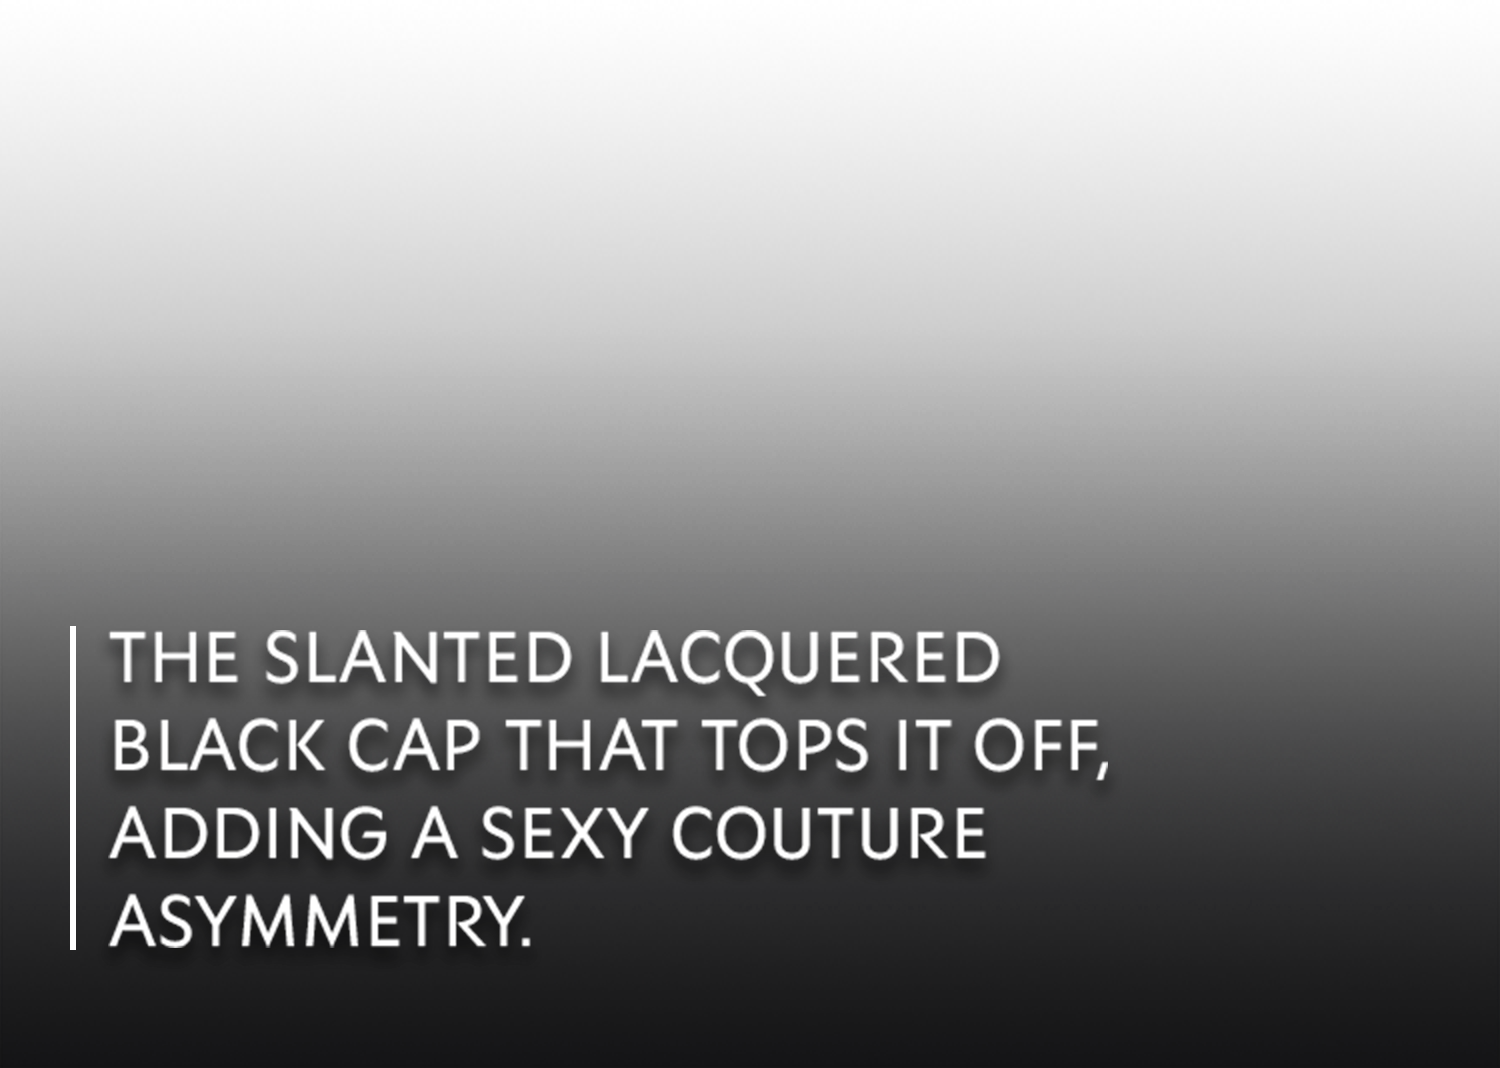 THE SLANTED LACQUERED
BLACK CAP THAT TOPS IT OFF,
ADDING A SEXY COUTURE
ASYMMETRY.